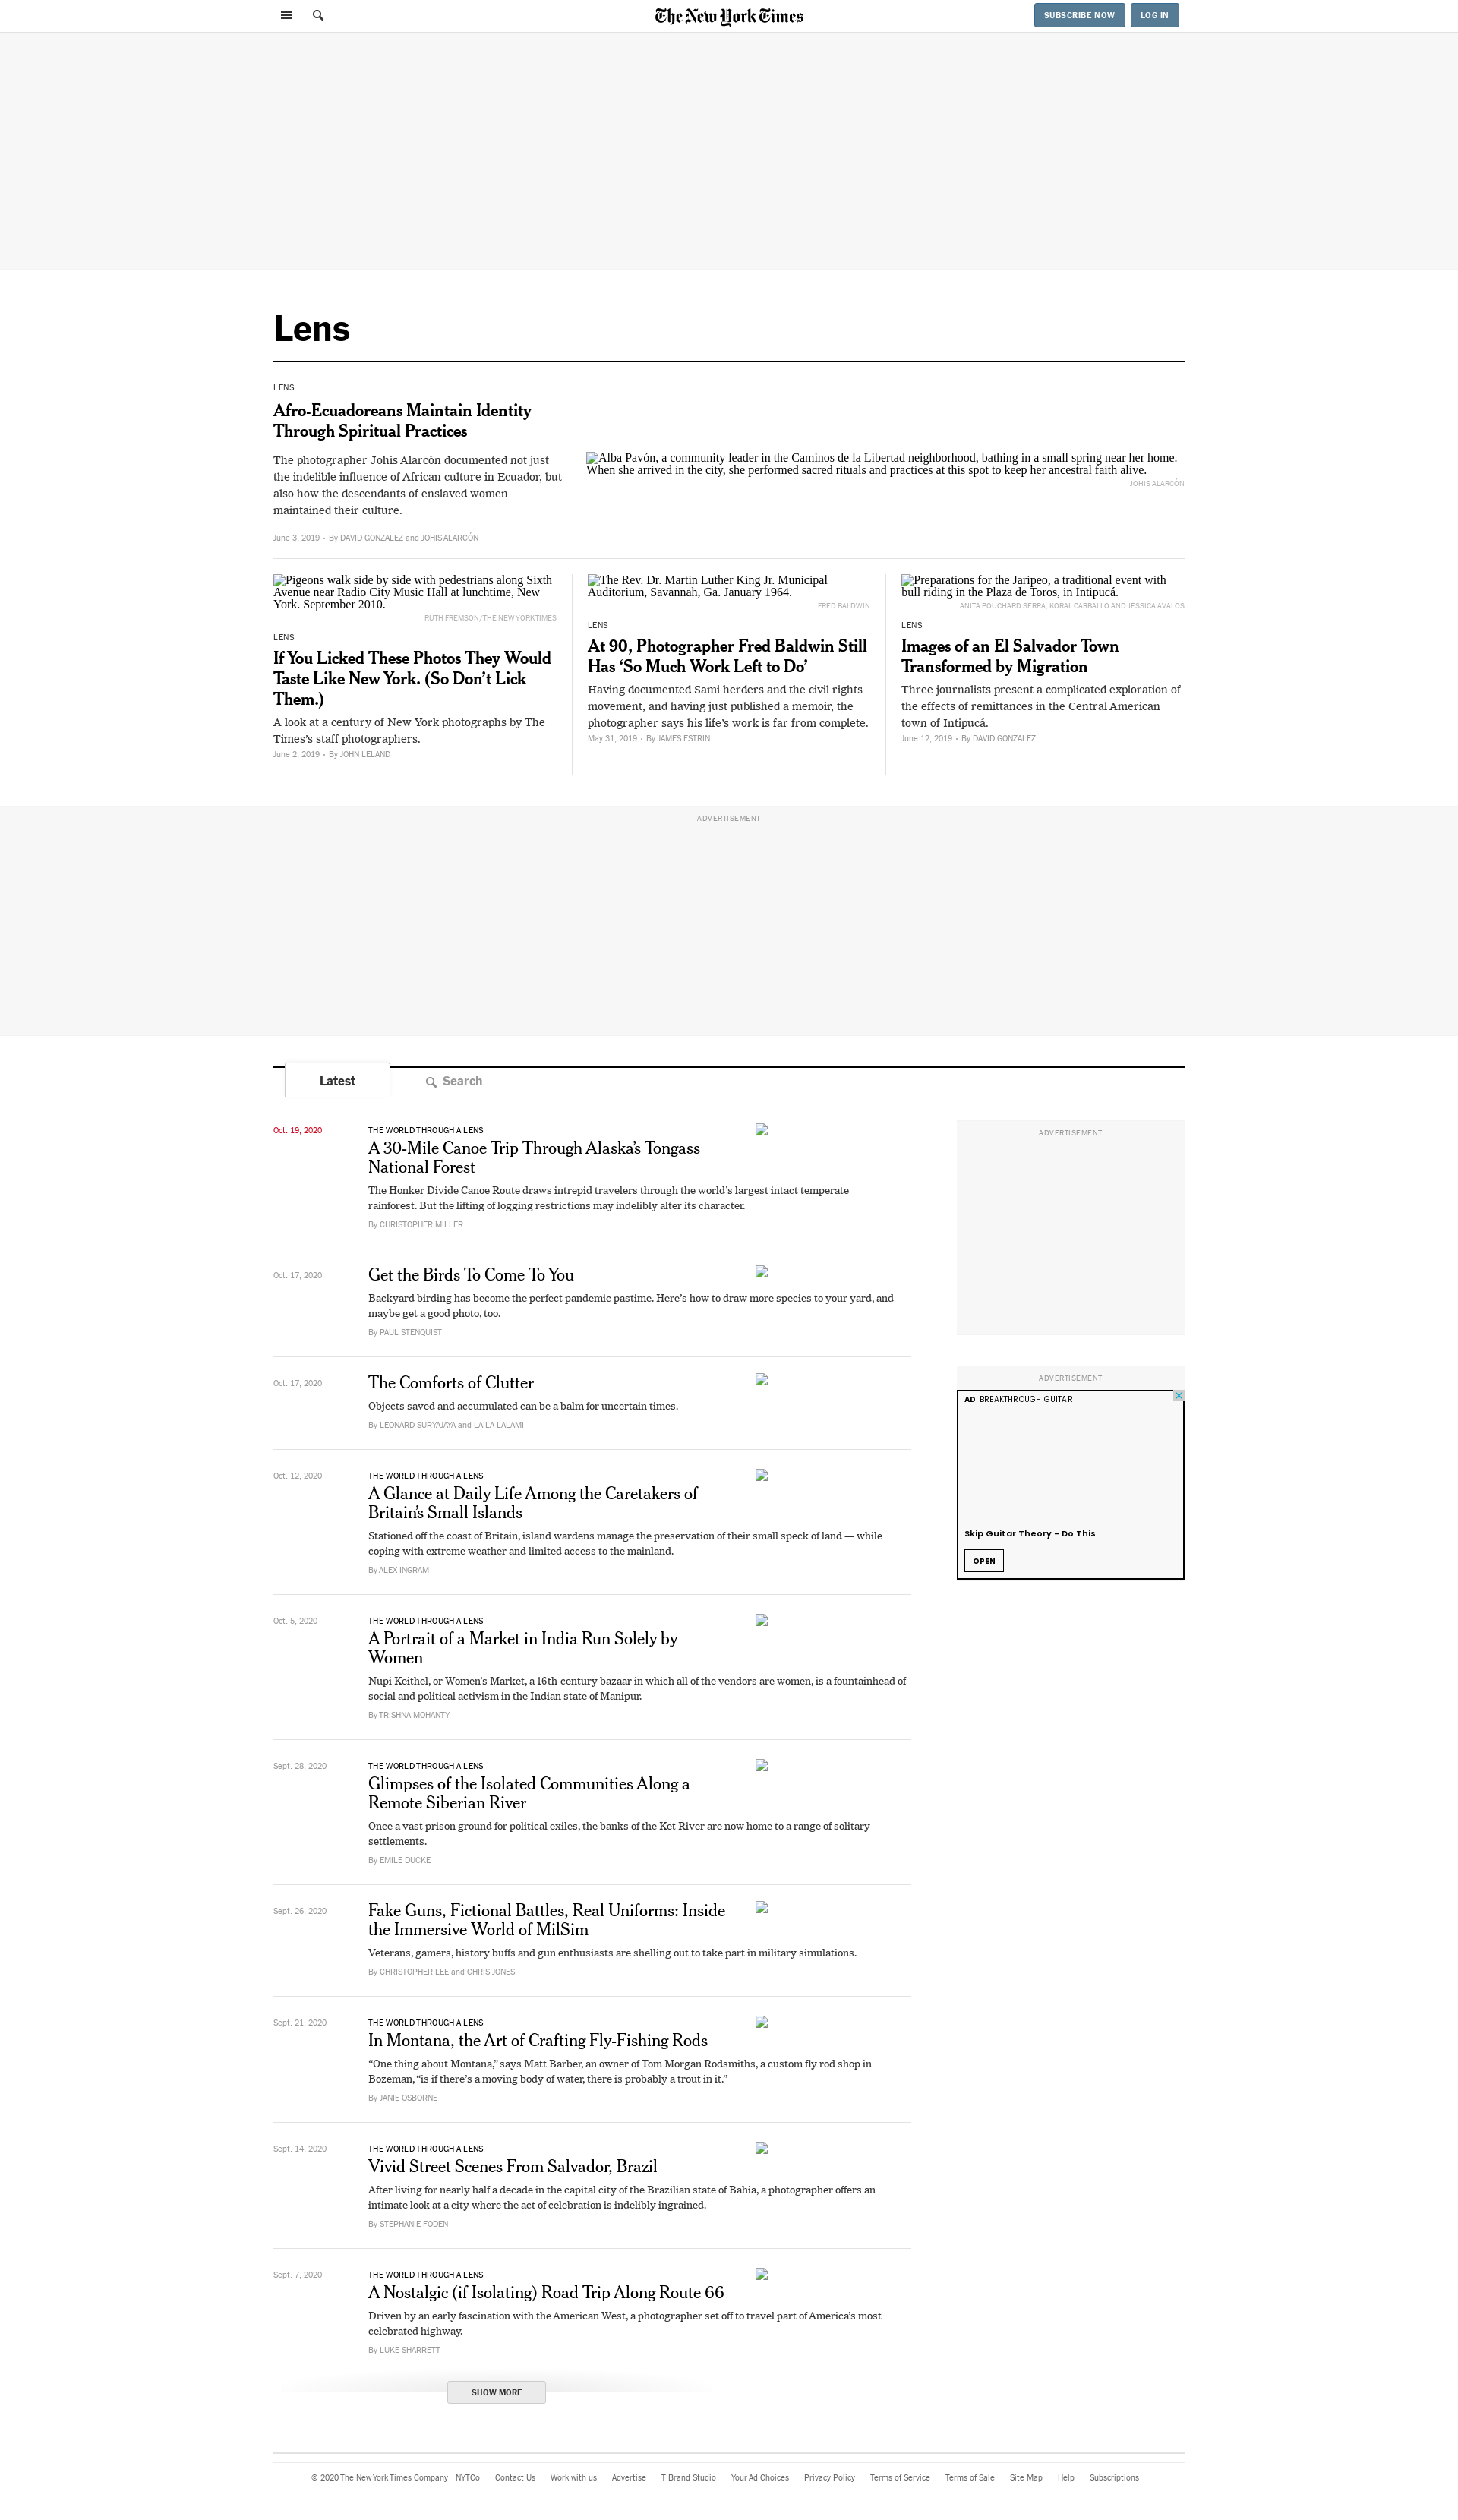 The New York Times
SUBSCRIBE NOW
LOG IN
Lens
LENS
Afro-Ecuadoreans Maintain Identity
Through Spiritual Practices
The photographer Johis Alarcón documented not just
the indelible influence of African culture in Ecuador, but
also how the descendants of enslaved women
maintained their culture.
June 3, 2019 • By DAVID GONZALEZ and JOHIS ALARCÓN
Alba Pavón, a community leader in the Caminos de la Libertad neighborhood, bathing in a small spring near her home.
When she arrived in the city, she performed sacred rituals and practices at this spot to keep her ancestral faith alive.
JOHIS ALARCÓN
Pigeons walk side by side with pedestrians along Sixth
Avenue near Radio City Music Hall at lunchtime, New
York. September 2010.
RUTH FREMSON/THE NEW YORK TIMES
LENS
If You Licked These Photos They Would
Taste Like New York. (So Don’t Lick
Them.)
A look at a century of New York photographs by The
Times’s staff photographers.
June 2, 2019 • By JOHN LELAND
The Rev. Dr. Martin Luther King Jr. Municipal
Auditorium, Savannah, Ga. January 1964.
FRED BALDWIN
LENS
At 90, Photographer Fred Baldwin Still
Has ‘So Much Work Left to Do’
Having documented Sami herders and the civil rights
movement, and having just published a memoir, the
photographer says his life’s work is far from complete.
May 31, 2019 • By JAMES ESTRIN
Preparations for the Jaripeo, a traditional event with
bull riding in the Plaza de Toros, in Intipucá.
ANITA POUCHARD SERRA, KORAL CARBALLO AND JESSICA AVALOS
LENS
Images of an El Salvador Town
Transformed by Migration
Three journalists present a complicated exploration of
the effects of remittances in the Central American
town of Intipucá.
June 12, 2019 • By DAVID GONZALEZ
ADVERTISEMENT
Latest
Search
Oct. 19, 2020
THE WORLD THROUGH A LENS
A 30-Mile Canoe Trip Through Alaska’s Tongass
National Forest
The Honker Divide Canoe Route draws intrepid travelers through the world’s largest intact temperate
rainforest. But the lifting of logging restrictions may indelibly alter its character.
By CHRISTOPHER MILLER
Oct. 17, 2020
Get the Birds To Come To You
Backyard birding has become the perfect pandemic pastime. Here’s how to draw more species to your yard, and
maybe get a good photo, too.
By PAUL STENQUIST
Oct. 17, 2020
The Comforts of Clutter
Objects saved and accumulated can be a balm for uncertain times.
By LEONARD SURYAJAYA and LAILA LALAMI
Oct. 12, 2020
THE WORLD THROUGH A LENS
A Glance at Daily Life Among the Caretakers of
Britain’s Small Islands
Stationed off the coast of Britain, island wardens manage the preservation of their small speck of land — while
coping with extreme weather and limited access to the mainland.
By ALEX INGRAM
Oct. 5, 2020
THE WORLD THROUGH A LENS
A Portrait of a Market in India Run Solely by
Women
Nupi Keithel, or Women’s Market, a 16th-century bazaar in which all of the vendors are women, is a fountainhead of
social and political activism in the Indian state of Manipur.
By TRISHNA MOHANTY
Sept. 28, 2020
THE WORLD THROUGH A LENS
Glimpses of the Isolated Communities Along a
Remote Siberian River
Once a vast prison ground for political exiles, the banks of the Ket River are now home to a range of solitary
settlements.
By EMILE DUCKE
Sept. 26, 2020
Fake Guns, Fictional Battles, Real Uniforms: Inside
the Immersive World of MilSim
Veterans, gamers, history buffs and gun enthusiasts are shelling out to take part in military simulations.
By CHRISTOPHER LEE and CHRIS JONES
Sept. 21, 2020
THE WORLD THROUGH A LENS
In Montana, the Art of Crafting Fly-Fishing Rods
“One thing about Montana,” says Matt Barber, an owner of Tom Morgan Rodsmiths, a custom fly rod shop in
Bozeman, “is if there’s a moving body of water, there is probably a trout in it.”
By JANIE OSBORNE
Sept. 14, 2020
THE WORLD THROUGH A LENS
Vivid Street Scenes From Salvador, Brazil
After living for nearly half a decade in the capital city of the Brazilian state of Bahia, a photographer offers an
intimate look at a city where the act of celebration is indelibly ingrained.
By STEPHANIE FODEN
Sept. 7, 2020
THE WORLD THROUGH A LENS
A Nostalgic (if Isolating) Road Trip Along Route 66
Driven by an early fascination with the American West, a photographer set off to travel part of America’s most
celebrated highway.
By LUKE SHARRETT
SHOW MORE
ADVERTISEMENT
ADVERTISEMENT
AD BREAKTHROUGH GUITAR
Skip Guitar Theory - Do This
OPEN
© 2020 The New York Times Company NYTCo Contact Us Work with us Advertise T Brand Studio Your Ad Choices Privacy Policy Terms of Service Terms of Sale Site Map Help Subscriptions